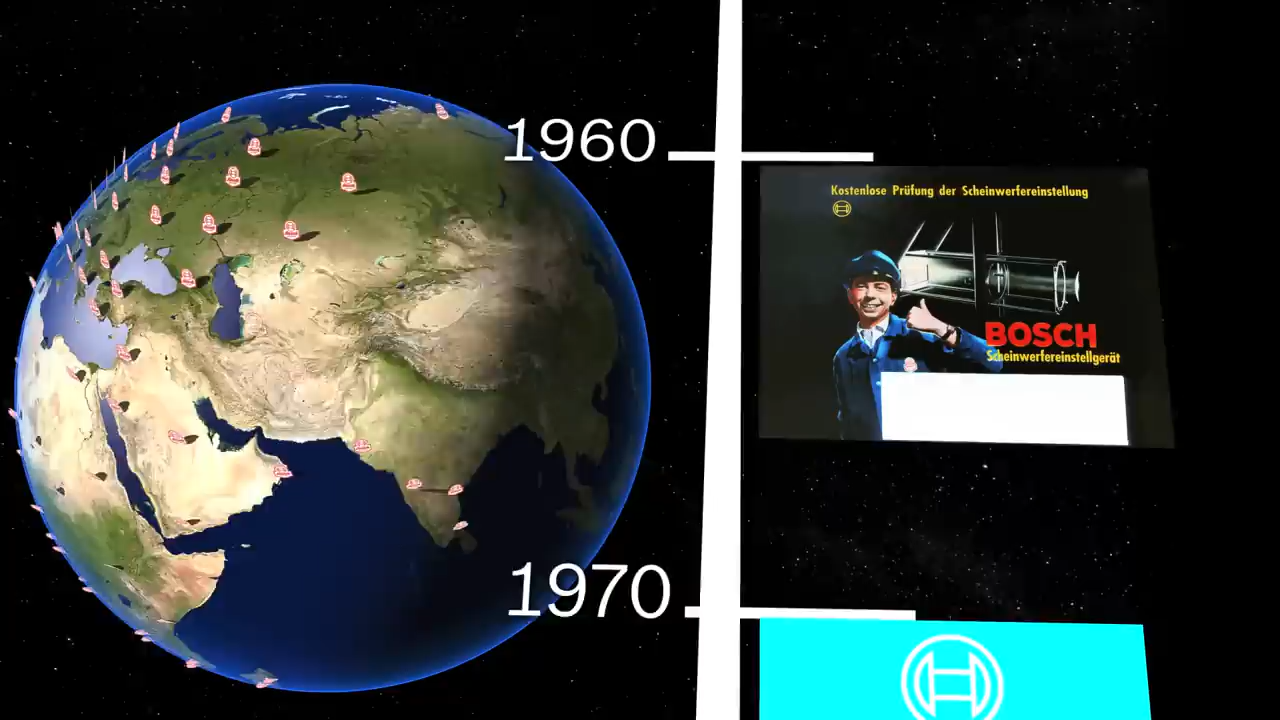 1960
Kostenlose Prüfung der Scheinwerfereinstellung
BOSCH
Scheinwerfereinstellgerät
1970